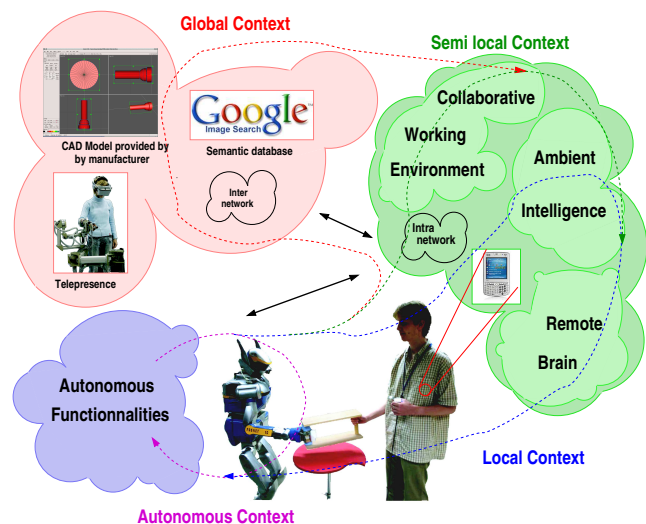 Global Context
Semi local Context
CAD Model provided by
by manufacturer
Google
Image Search
Semantic database
Inter
network
Telepresence
Collaborative
Working
Environment
Ambient
Intelligence
Intra
network
Remote
Brain
Autonomous
Functionnalities
Local Context
Autonomous Context